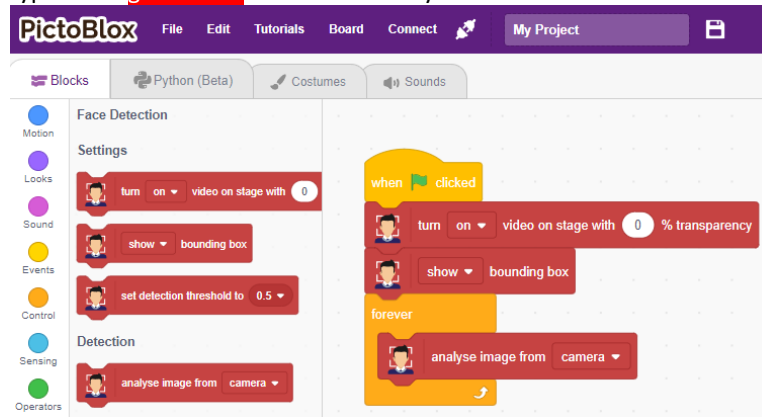 PictoBlox File Edit Tutorials Board Connect My Project
Blocks Python (Beta) Costumes Sounds
Motion
Looks
Sound
Events
Control
Sensing
Operators
Face Detection
Settings
turn on video on stage with 0
show bounding box
set detection threshold to 0.5
Detection
analyse image from camera
when clicked
turn on video on stage with 0 % transparency
show bounding box
forever
analyse image from camera